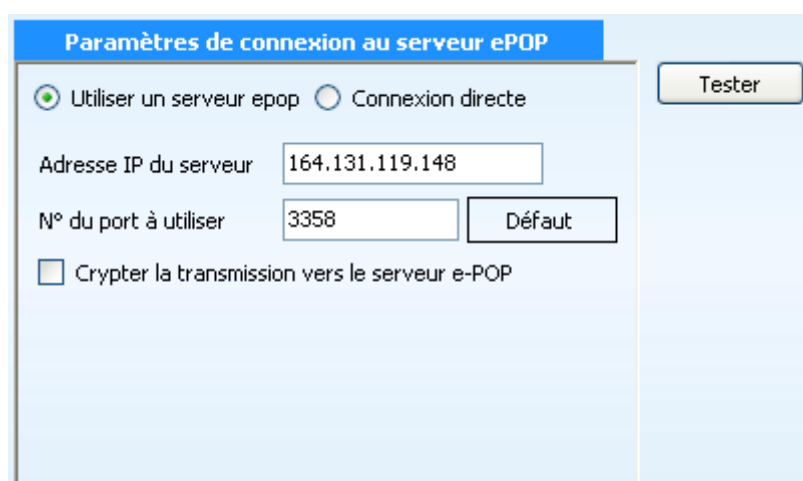 Paramètres de connexion au serveur ePOP
Tester
Utiliser un serveur epop Connexion directe
Adresse IP du serveur 164.131.119.148
N° du port à utiliser 3358 Défaut
Crypter la transmission vers le serveur e-POP